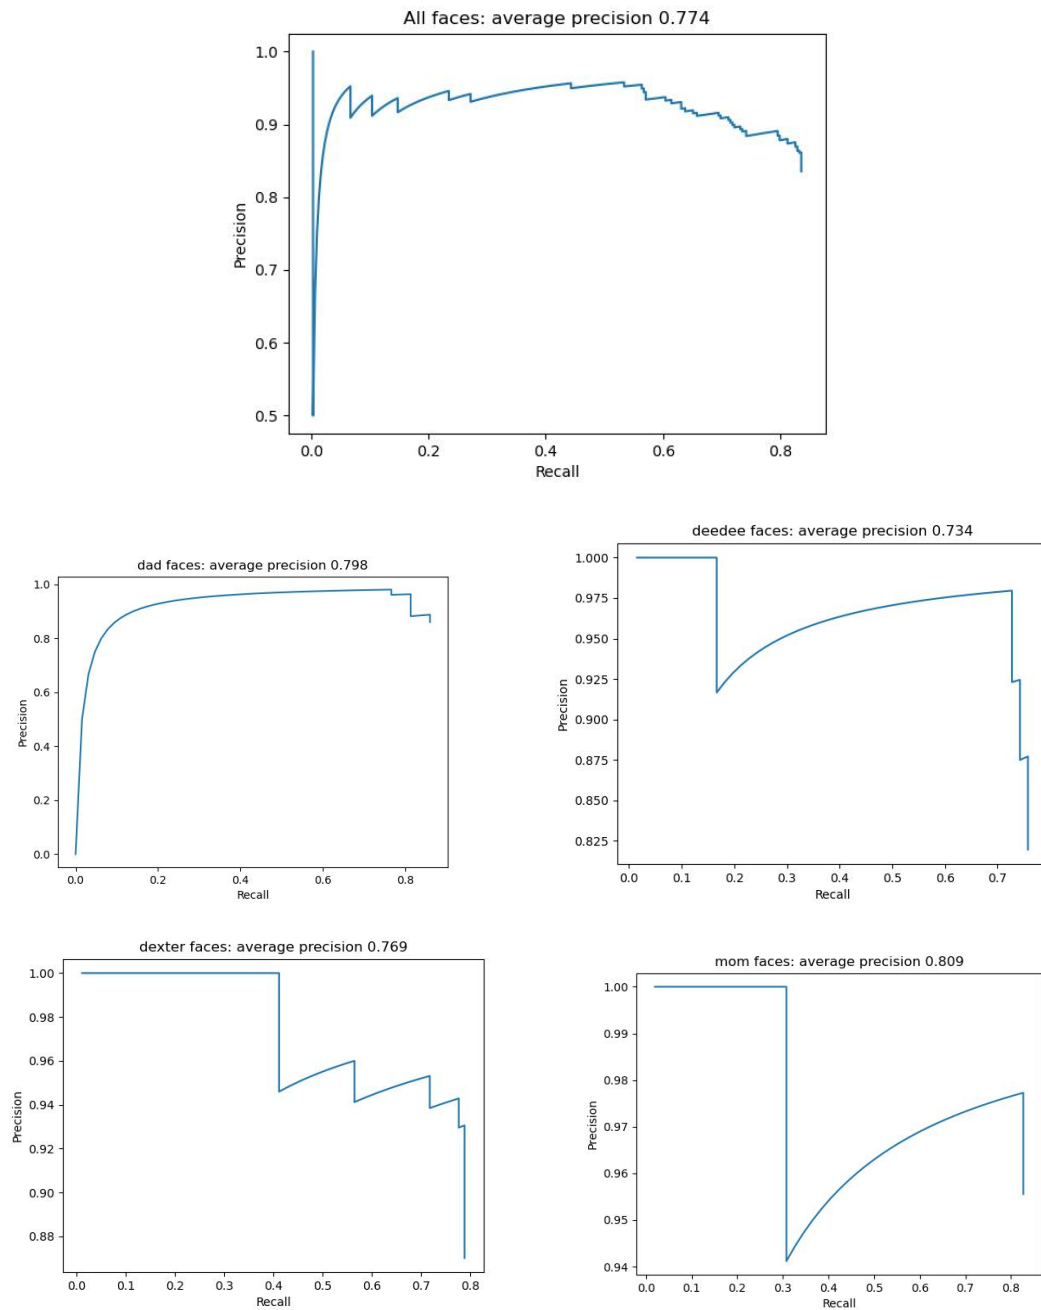 All faces: average precision 0.774
1.0
0.9
0.8
0.7
0.6
0.5
Precision
0.0 0.2 0.4 0.6 0.8
Recall
dad faces: average precision 0.798
1.0
0.8
0.6
0.4
0.2
0.0
Precision
0.0 0.2 0.4 0.6 0.8
Recall
deedee faces: average precision 0.734
1.000
0.975
0.950
0.925
0.900
0.875
0.850
0.825
Precision
0.0 0.1 0.2 0.3 0.4 0.5 0.6 0.7
Recall
dexter faces: average precision 0.769
1.00
0.98
0.96
0.94
0.92
0.90
0.88
Precision
0.0 0.1 0.2 0.3 0.4 0.5 0.6 0.7 0.8
Recall
mom faces: average precision 0.809
1.00
0.99
0.98
0.97
0.96
0.95
0.94
Precision
0.0 0.1 0.2 0.3 0.4 0.5 0.6 0.7 0.8
Recall